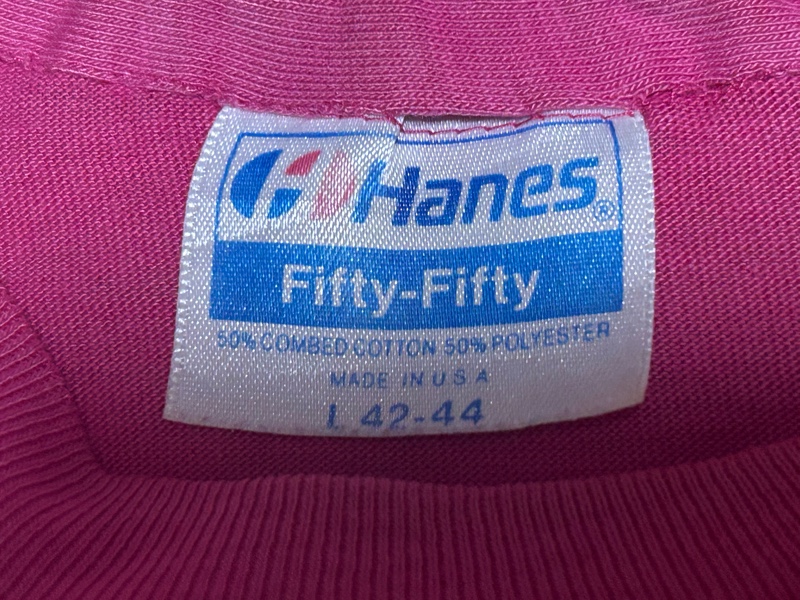 Hanes®
Fifty-Fifty
50% COMBED COTTON 50% POLYESTER
MADE IN U S A
L 42-44